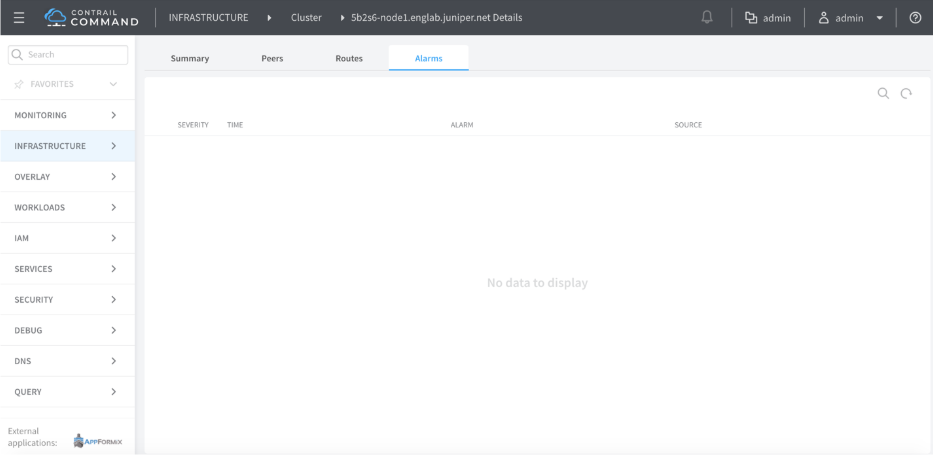 CONTRAIL
COMMAND
INFRASTRUCTURE Cluster 5b2s6-node1.englab.juniper.net Details
admin
admin
Search
FAVORITES
MONITORING
INFRASTRUCTURE
OVERLAY
WORKLOADS
IAM
SERVICES
SECURITY
DEBUG
DNS
QUERY
External
applications:
APPFORMIX
Summary Peers Routes Alarms
SEVERITY TIME ALARM SOURCE
No data to display